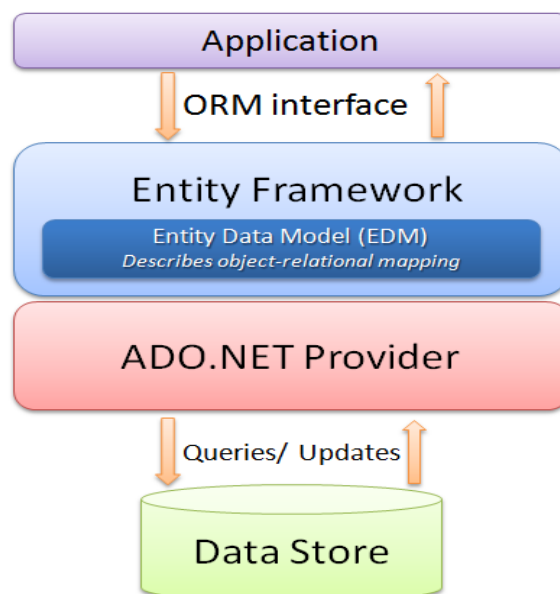 Application
ORM interface
Entity Framework
Entity Data Model (EDM)
Describes object-relational mapping
ADO.NET Provider
Queries/ Updates
Data Store